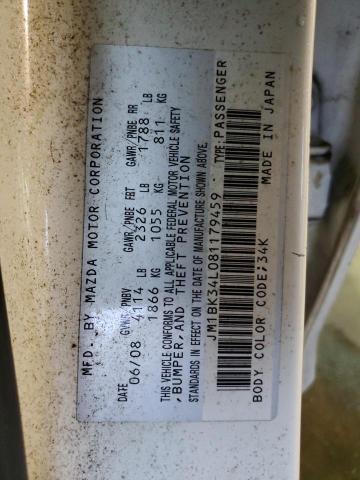 MFD. BY MAZDA MOTOR CORPORATION
DATE GVWR/PNBV GAWR/PNBE FRT GAWR/PNBE RR
06/08 4114 LB 2326 LB 1788 LB
1866 KG 1055 KG 811 KG
THIS VEHICLE CONFORMS TO ALL APPLICABLE FEDERAL MOTOR VEHICLE SAFETY
,BUMPER,AND THEFT PREVENTION
STANDARDS IN EFFECT ON THE DATE OF MANUFACTURE SHOWN ABOVE.
JM1BK34L081179459 TYPE:PASSENGER
BODY COLOR CODE;34K MADE IN JAPAN